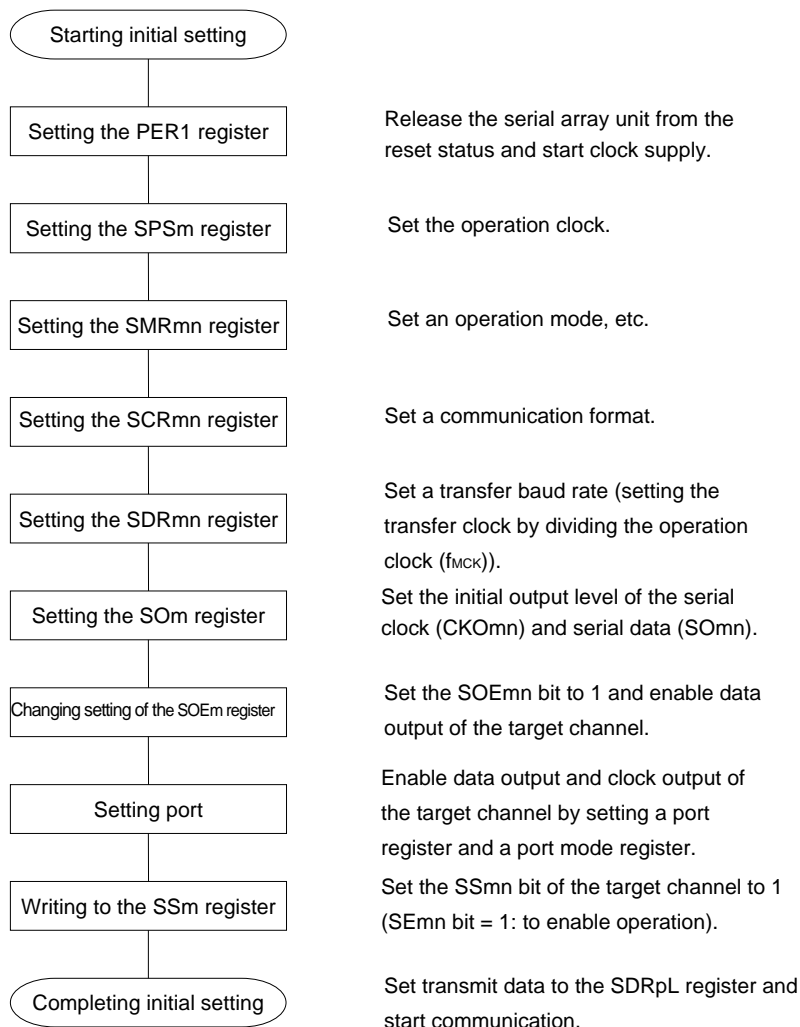 Starting initial setting
Setting the PER1 register
Release the serial array unit from the
reset status and start clock supply.
Setting the SPSm register
Set the operation clock.
Setting the SMRmn register
Set an operation mode, etc.
Setting the SCRmn register
Set a communication format.
Setting the SDRmn register
Set a transfer baud rate (setting the
transfer clock by dividing the operation
clock (fMCK)).
Setting the SOm register
Set the initial output level of the serial
clock (CKOmn) and serial data (SOmn).
Changing setting of the SOEm register
Set the SOEmn bit to 1 and enable data
output of the target channel.
Setting port
Enable data output and clock output of
the target channel by setting a port
register and a port mode register.
Writing to the SSm register
Set the SSmn bit of the target channel to 1
(SEmn bit = 1: to enable operation).
Completing initial setting
Set transmit data to the SDRpL register and
start communication.